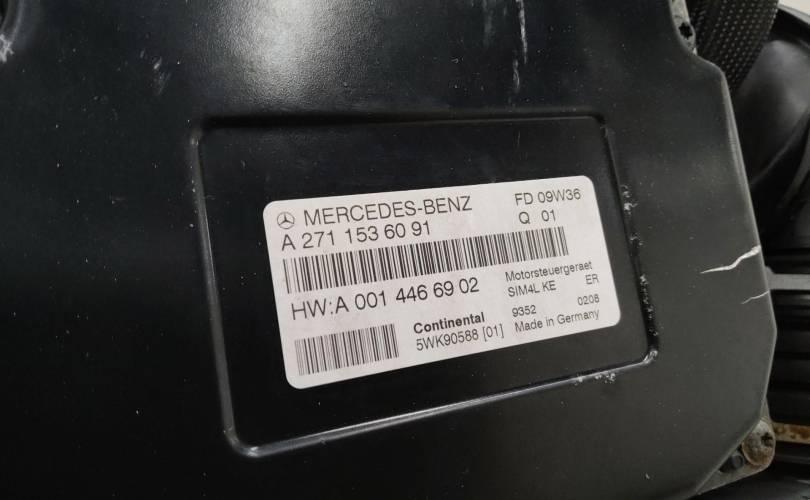 MERCEDES-BENZ FD 09W36
A 271 153 60 91 Q 01
HW:A 001 446 69 02 Motorsteuergeraet
SIM4L KE ER
Continental 9352 0208
5WK90588 [01] Made in Germany